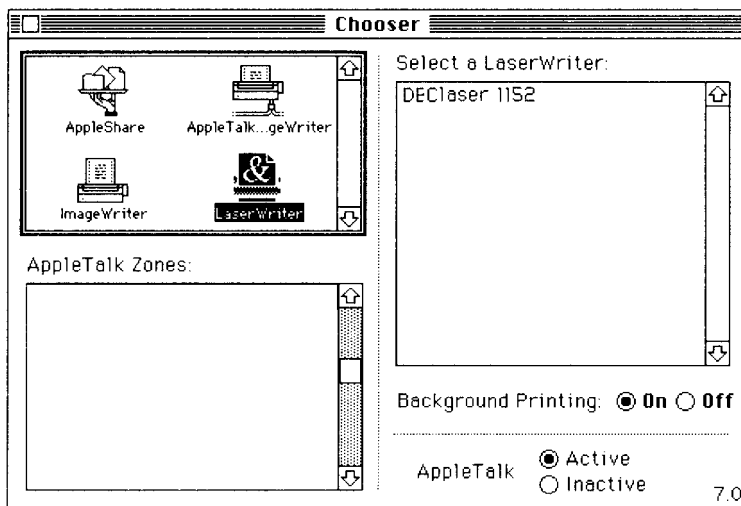 Chooser
AppleShare
AppleTalk...geWriter
ImageWriter
LaserWriter
AppleTalk Zones:
Select a LaserWriter:
DEClaser 1152
Background Printing: On Off
AppleTalk
Active
Inactive
7.0